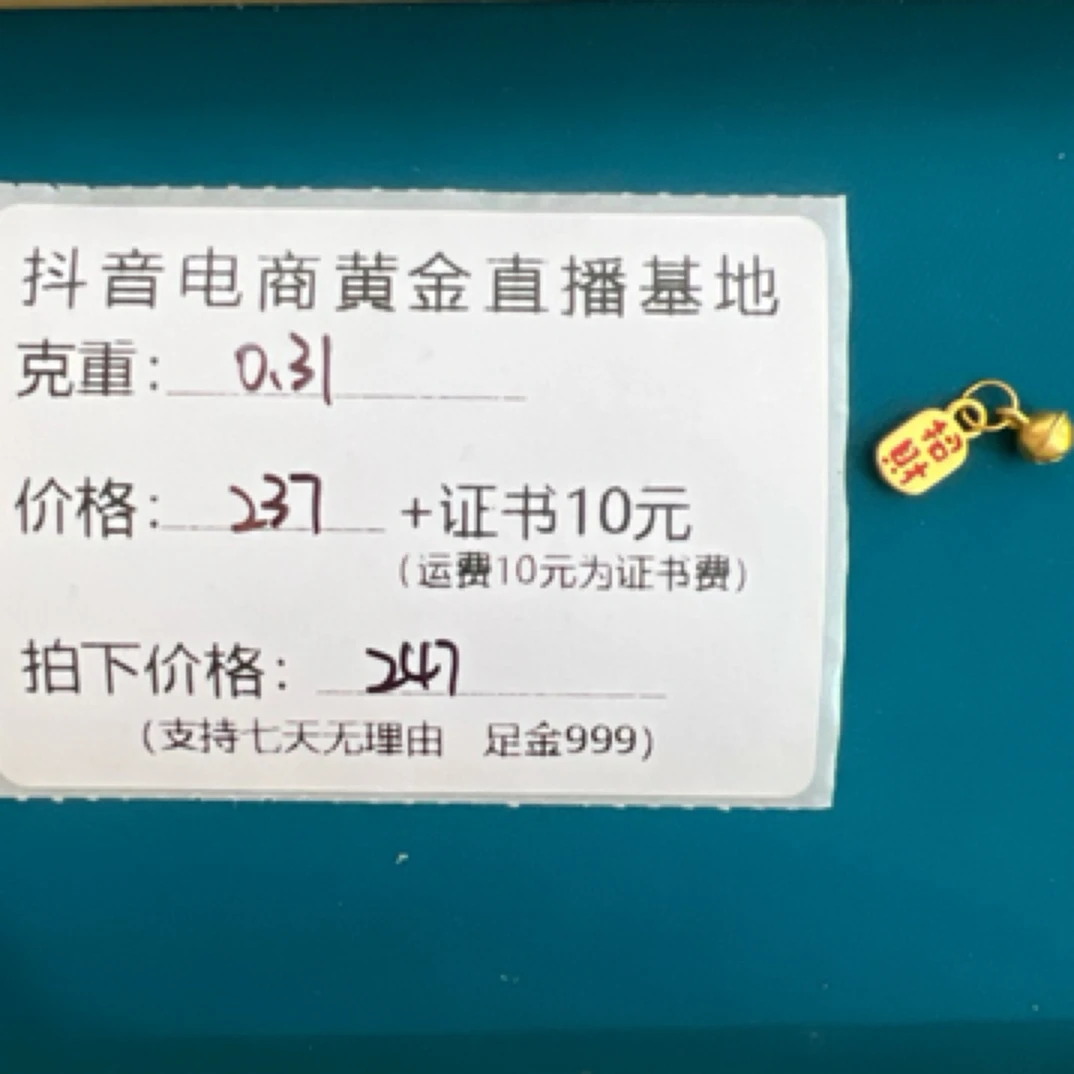 抖音电商黄金直播基地
克重：0.31
价格：237 +证书10元
（运费10元为证书费）
拍下价格：247
（支持七天无理由 足金999）
招财